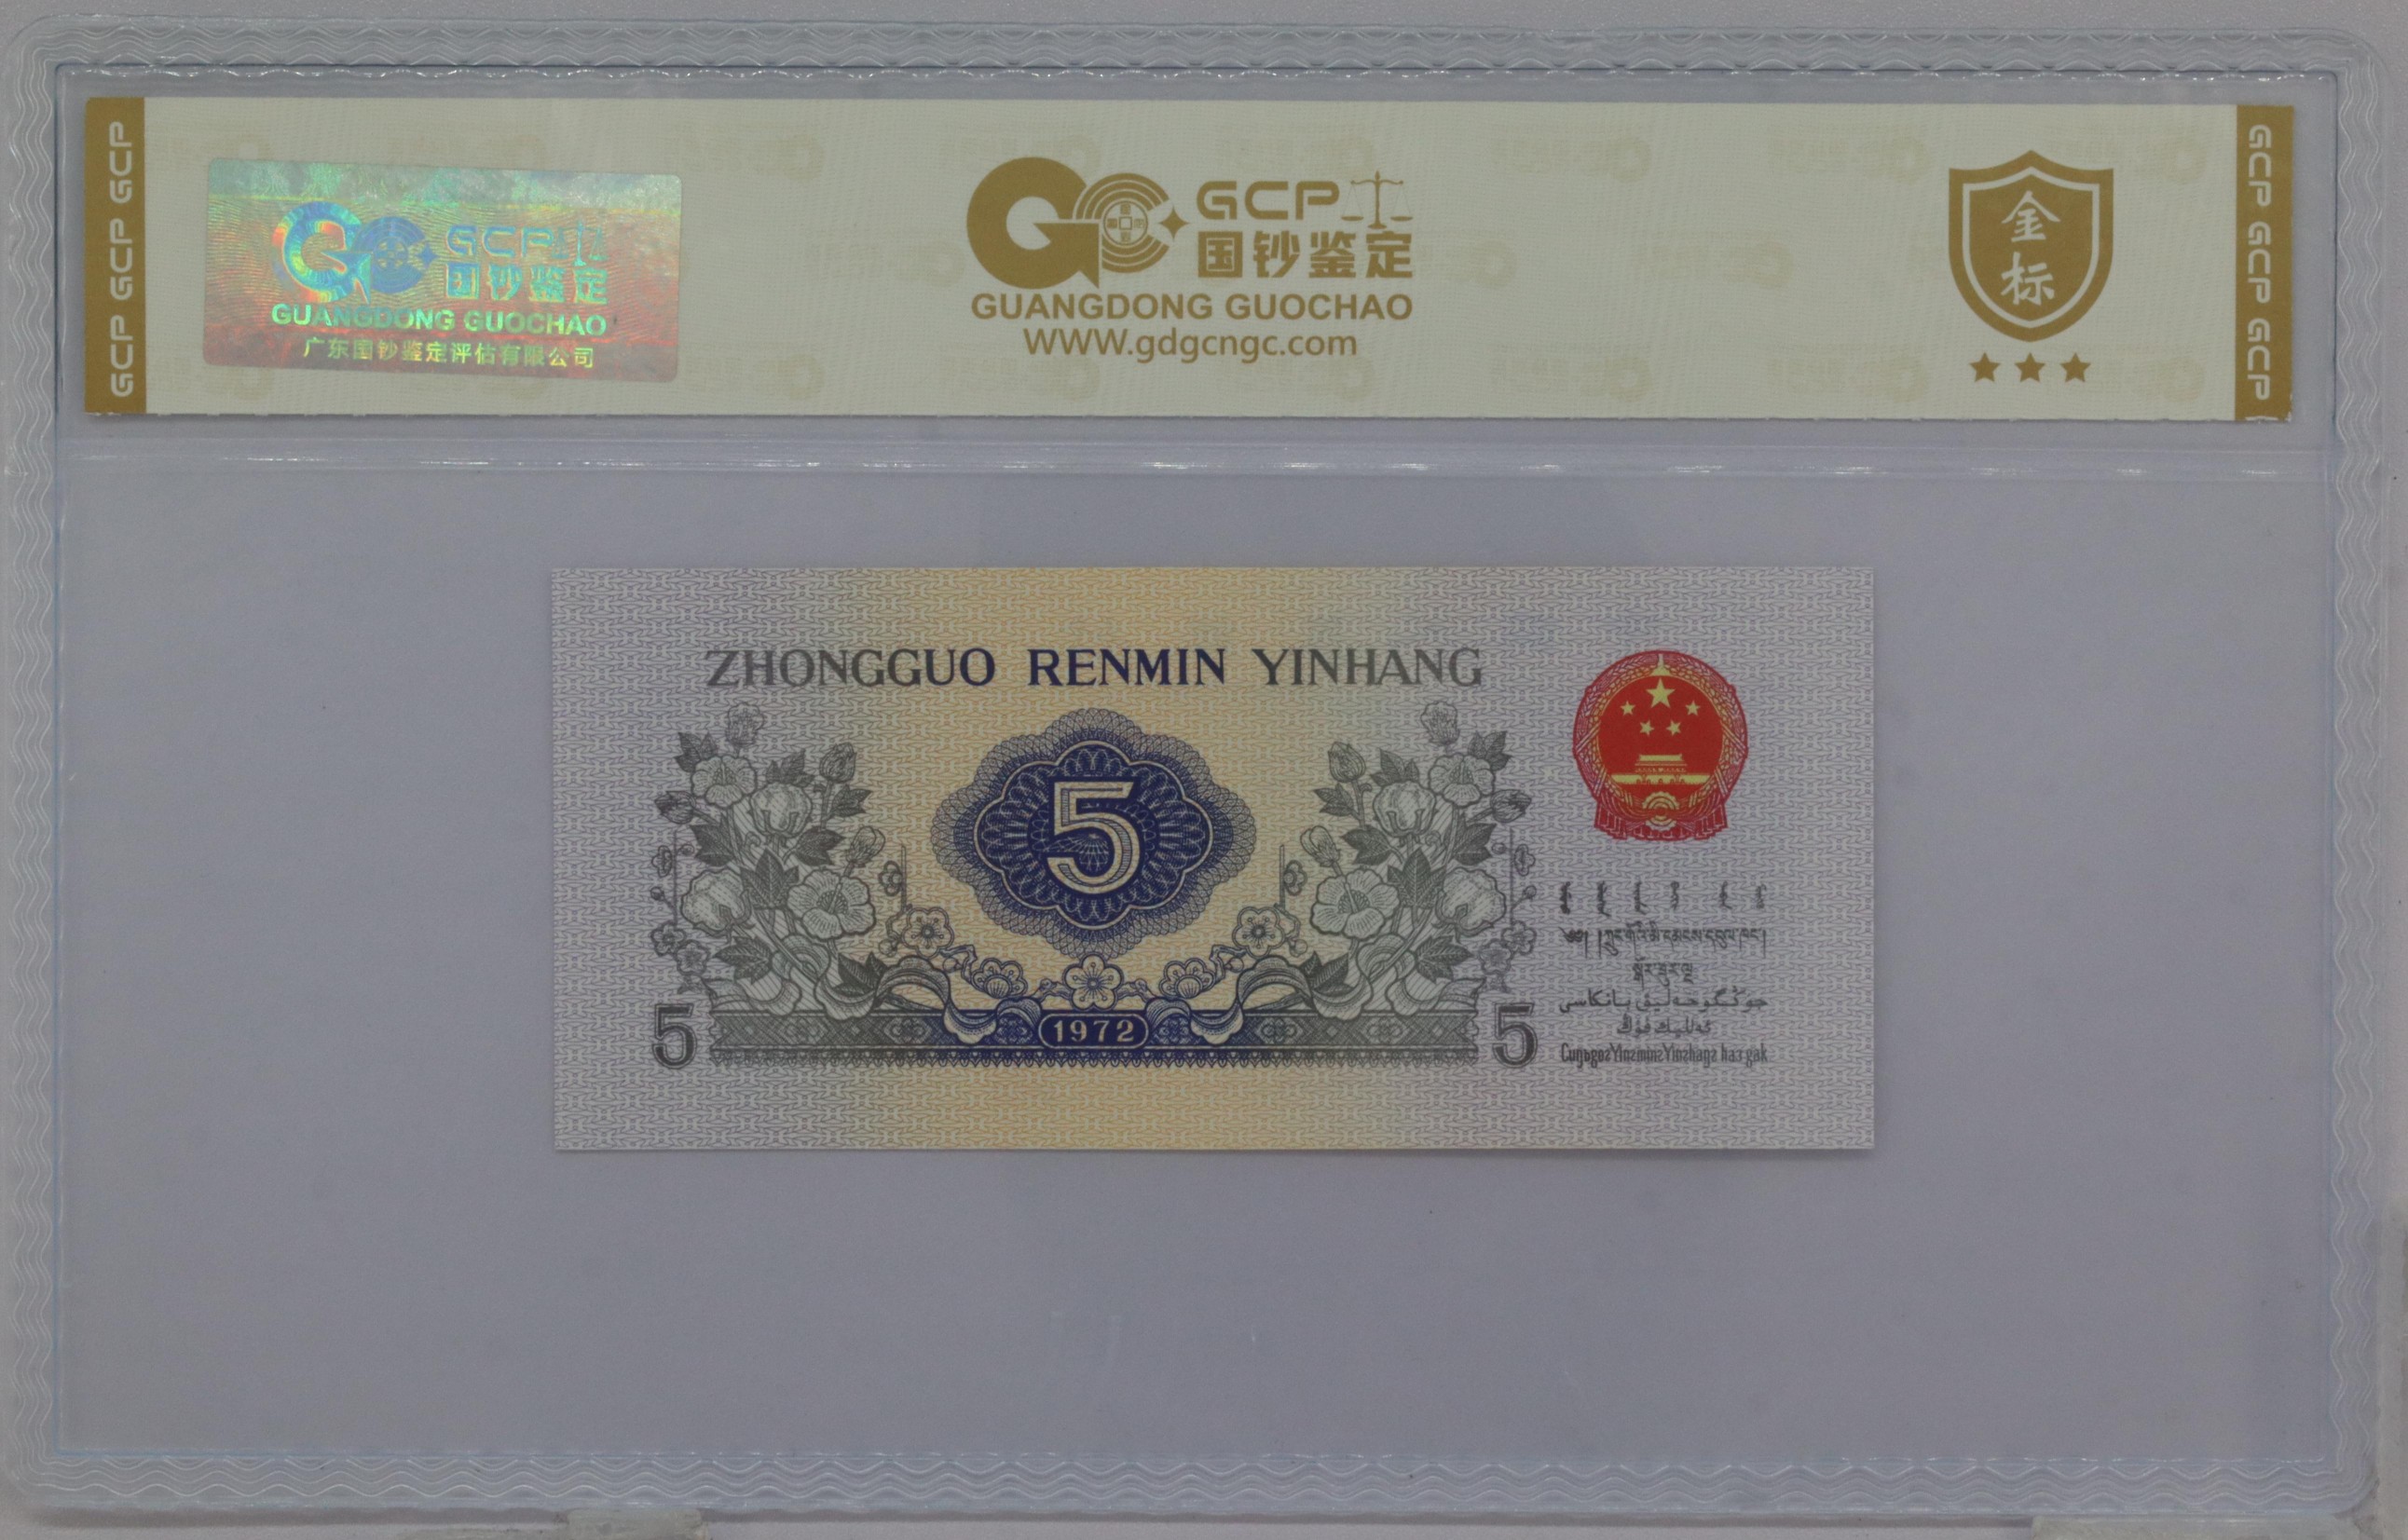 GCP GCP GCP
GCP
国钞鉴定
GUANGDONG GUOCHAO
广东国钞鉴定评估有限公司
GCP
国钞鉴定
GUANGDONG GUOCHAO
WWW.gdgcngc.com
金
标
GCP GCP GCP
ZHONGGUO RENMIN YINHANG
5
1972
5
5